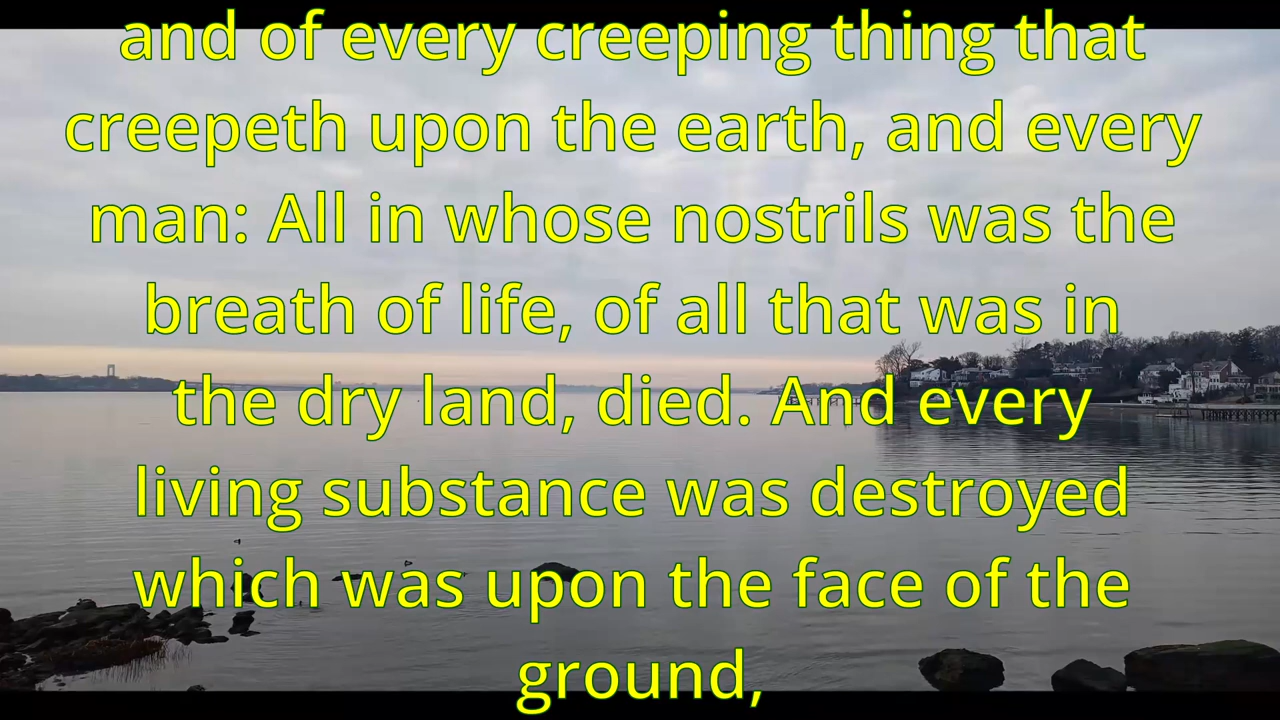 and of every creeping thing that
creepeth upon the earth, and every
man: All in whose nostrils was the
breath of life, of all that was in
the dry land, died. And every
living substance was destroyed
which was upon the face of the
ground,